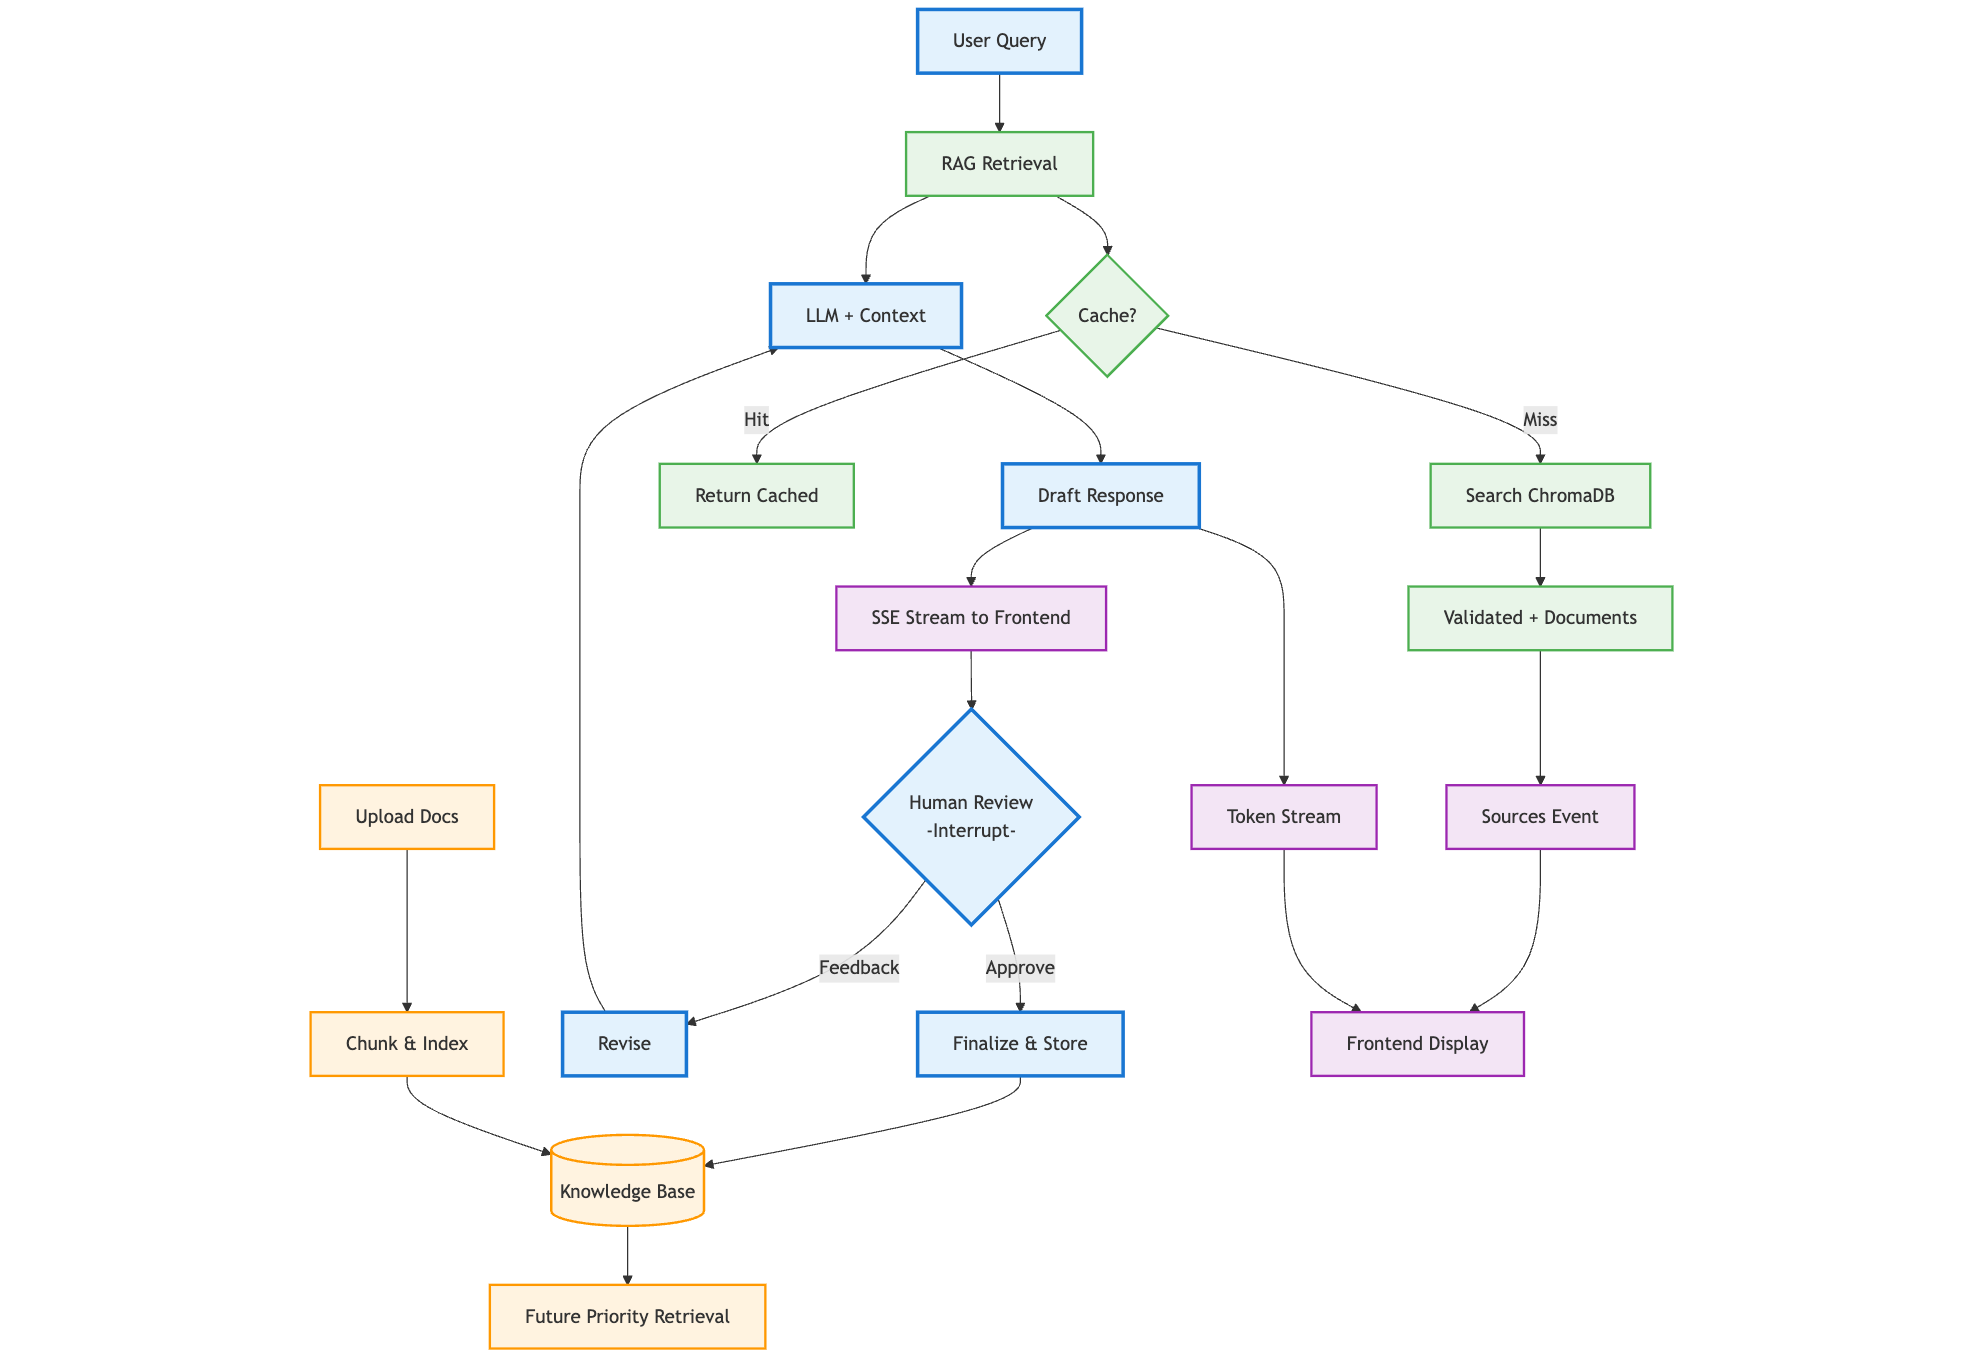 User Query
RAG Retrieval
LLM + Context
Cache?
Hit
Miss
Return Cached
Draft Response
Search ChromaDB
SSE Stream to Frontend
Validated + Documents
Upload Docs
Human Review
-Interrupt-
Token Stream
Sources Event
Feedback
Approve
Chunk & Index
Revise
Finalize & Store
Frontend Display
Knowledge Base
Future Priority Retrieval